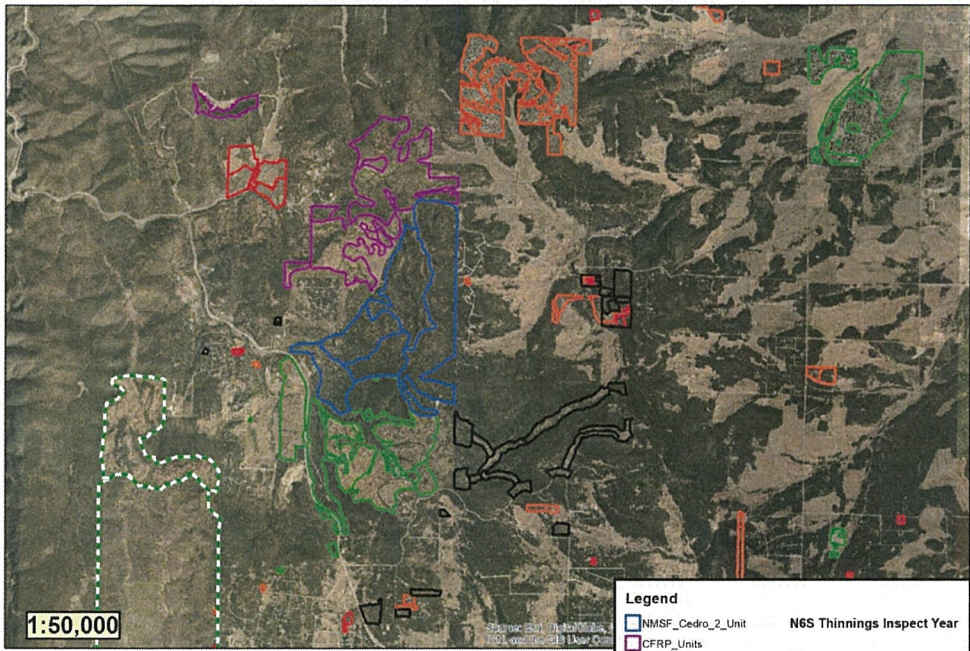 1:50,000
Legend
NMSF_Cedro_2_Unit
N6S Thinnings Inspect Year
CFRP_Units